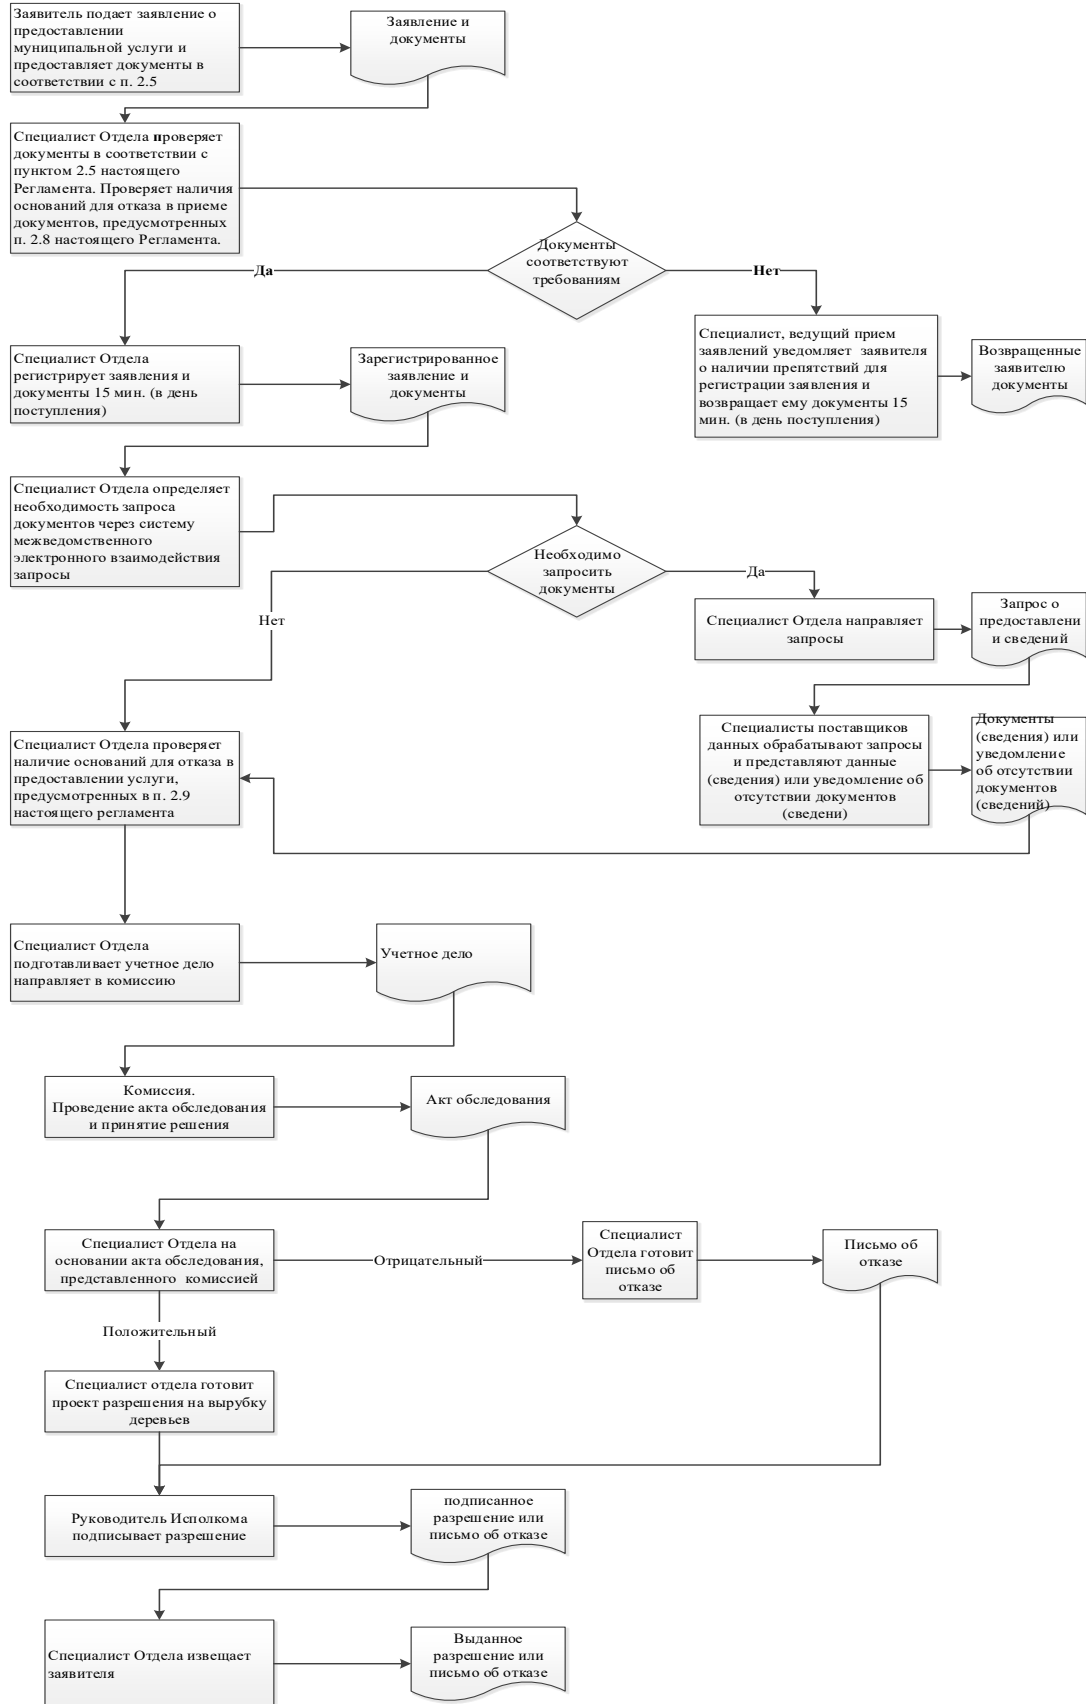 Заявитель подает заявление о
предоставлении
муниципальной услуги и
предоставляет документы в
соответствии с п. 2.5
Заявление и
документы
Специалист Отдела проверяет
документы в соответствии с
пунктом 2.5 настоящего
Регламента. Проверяет наличия
оснований для отказа в приеме
документов, предусмотренных
п. 2.8 настоящего Регламента.
Документы
соответствуют
требованиям
Да
Нет
Специалист Отдела
регистрирует заявления и
документы 15 мин. (в день
поступления)
Зарегистрированное
заявление и
документы
Специалист, ведущий прием
заявлений уведомляет заявителя
о наличии препятствий для
регистрации заявления и
возвращает ему документы 15
мин. (в день поступления)
Возвращенные
заявителю
документы
Специалист Отдела определяет
необходимость запроса
документов через систему
межведомственного
электронного взаимодействия
запросы
Необходимо
запросить
документы
Да
Нет
Специалист Отдела направляет
запросы
Запрос о
предоставлени
и сведений
Специалист Отдела проверяет
наличие оснований для отказа в
предоставлении услуги,
предусмотренных в п. 2.9
настоящего регламента
Специалисты поставщиков
данных обрабатывают запросы
и представляют данные
(сведения) или уведомление об
отсутствии документов
(сведени)
Документы
(сведения) или
уведомление
об отсутствии
документов
(сведений)
Специалист Отдела
подготавливает учетное дело
направляет в комиссию
Учетное дело
Комиссия.
Проведение акта обследования
и принятие решения
Акт обследования
Специалист Отдела на
основании акта обследования,
представленного комиссией
Отрицательный
Специалист
Отдела готовит
письмо об
отказе
Письмо об
отказе
Положительный
Специалист отдела готовит
проект разрешения на вырубку
деревьев
Руководитель Исполкома
подписывает разрешение
подписанное
разрешение или
письмо об отказе
Специалист Отдела извещает
заявителя
Выданное
разрешение или
письмо об отказе